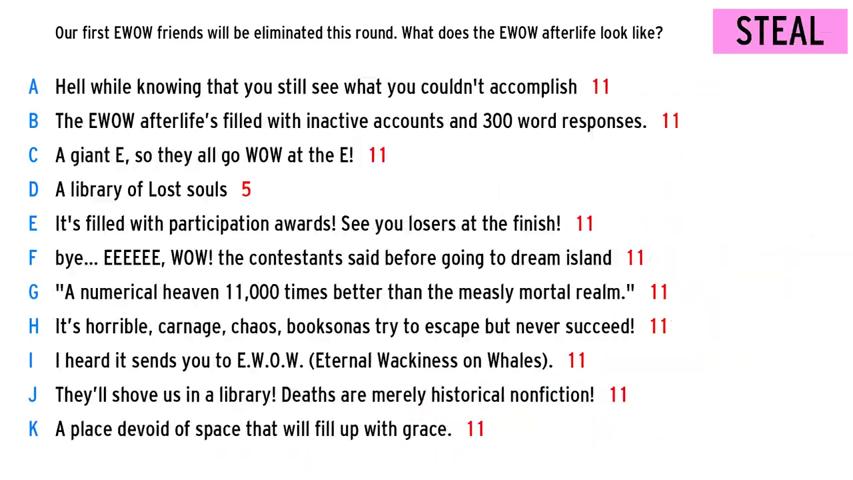 Our first EWOW friends will be eliminated this round. What does the EWOW afterlife look like?
STEAL
A Hell while knowing that you still see what you couldn't accomplish 11
B The EWOW afterlife’s filled with inactive accounts and 300 word responses. 11
C A giant E, so they all go WOW at the E! 11
D A library of Lost souls 5
E It's filled with participation awards! See you losers at the finish! 11
F bye... EEEEEE, WOW! the contestants said before going to dream island 11
G "A numerical heaven 11,000 times better than the measly mortal realm." 11
H It’s horrible, carnage, chaos, booksonas try to escape but never succeed! 11
I I heard it sends you to E.W.O.W. (Eternal Wackiness on Whales). 11
J They’ll shove us in a library! Deaths are merely historical nonfiction! 11
K A place devoid of space that will fill up with grace. 11